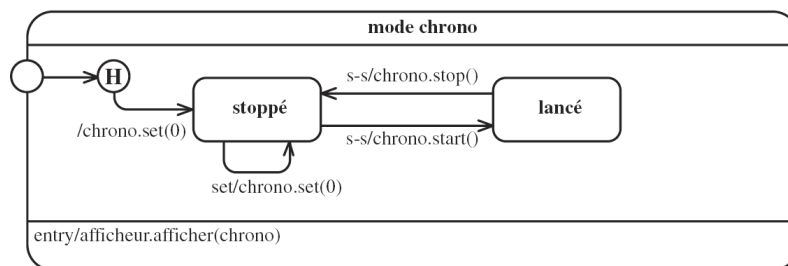 mode chrono
H
s-s/chrono.stop()
stoppé
lancé
/chrono.set(0)
s-s/chrono.start()
set/chrono.set(0)
entry/afficheur.afficher(chrono)